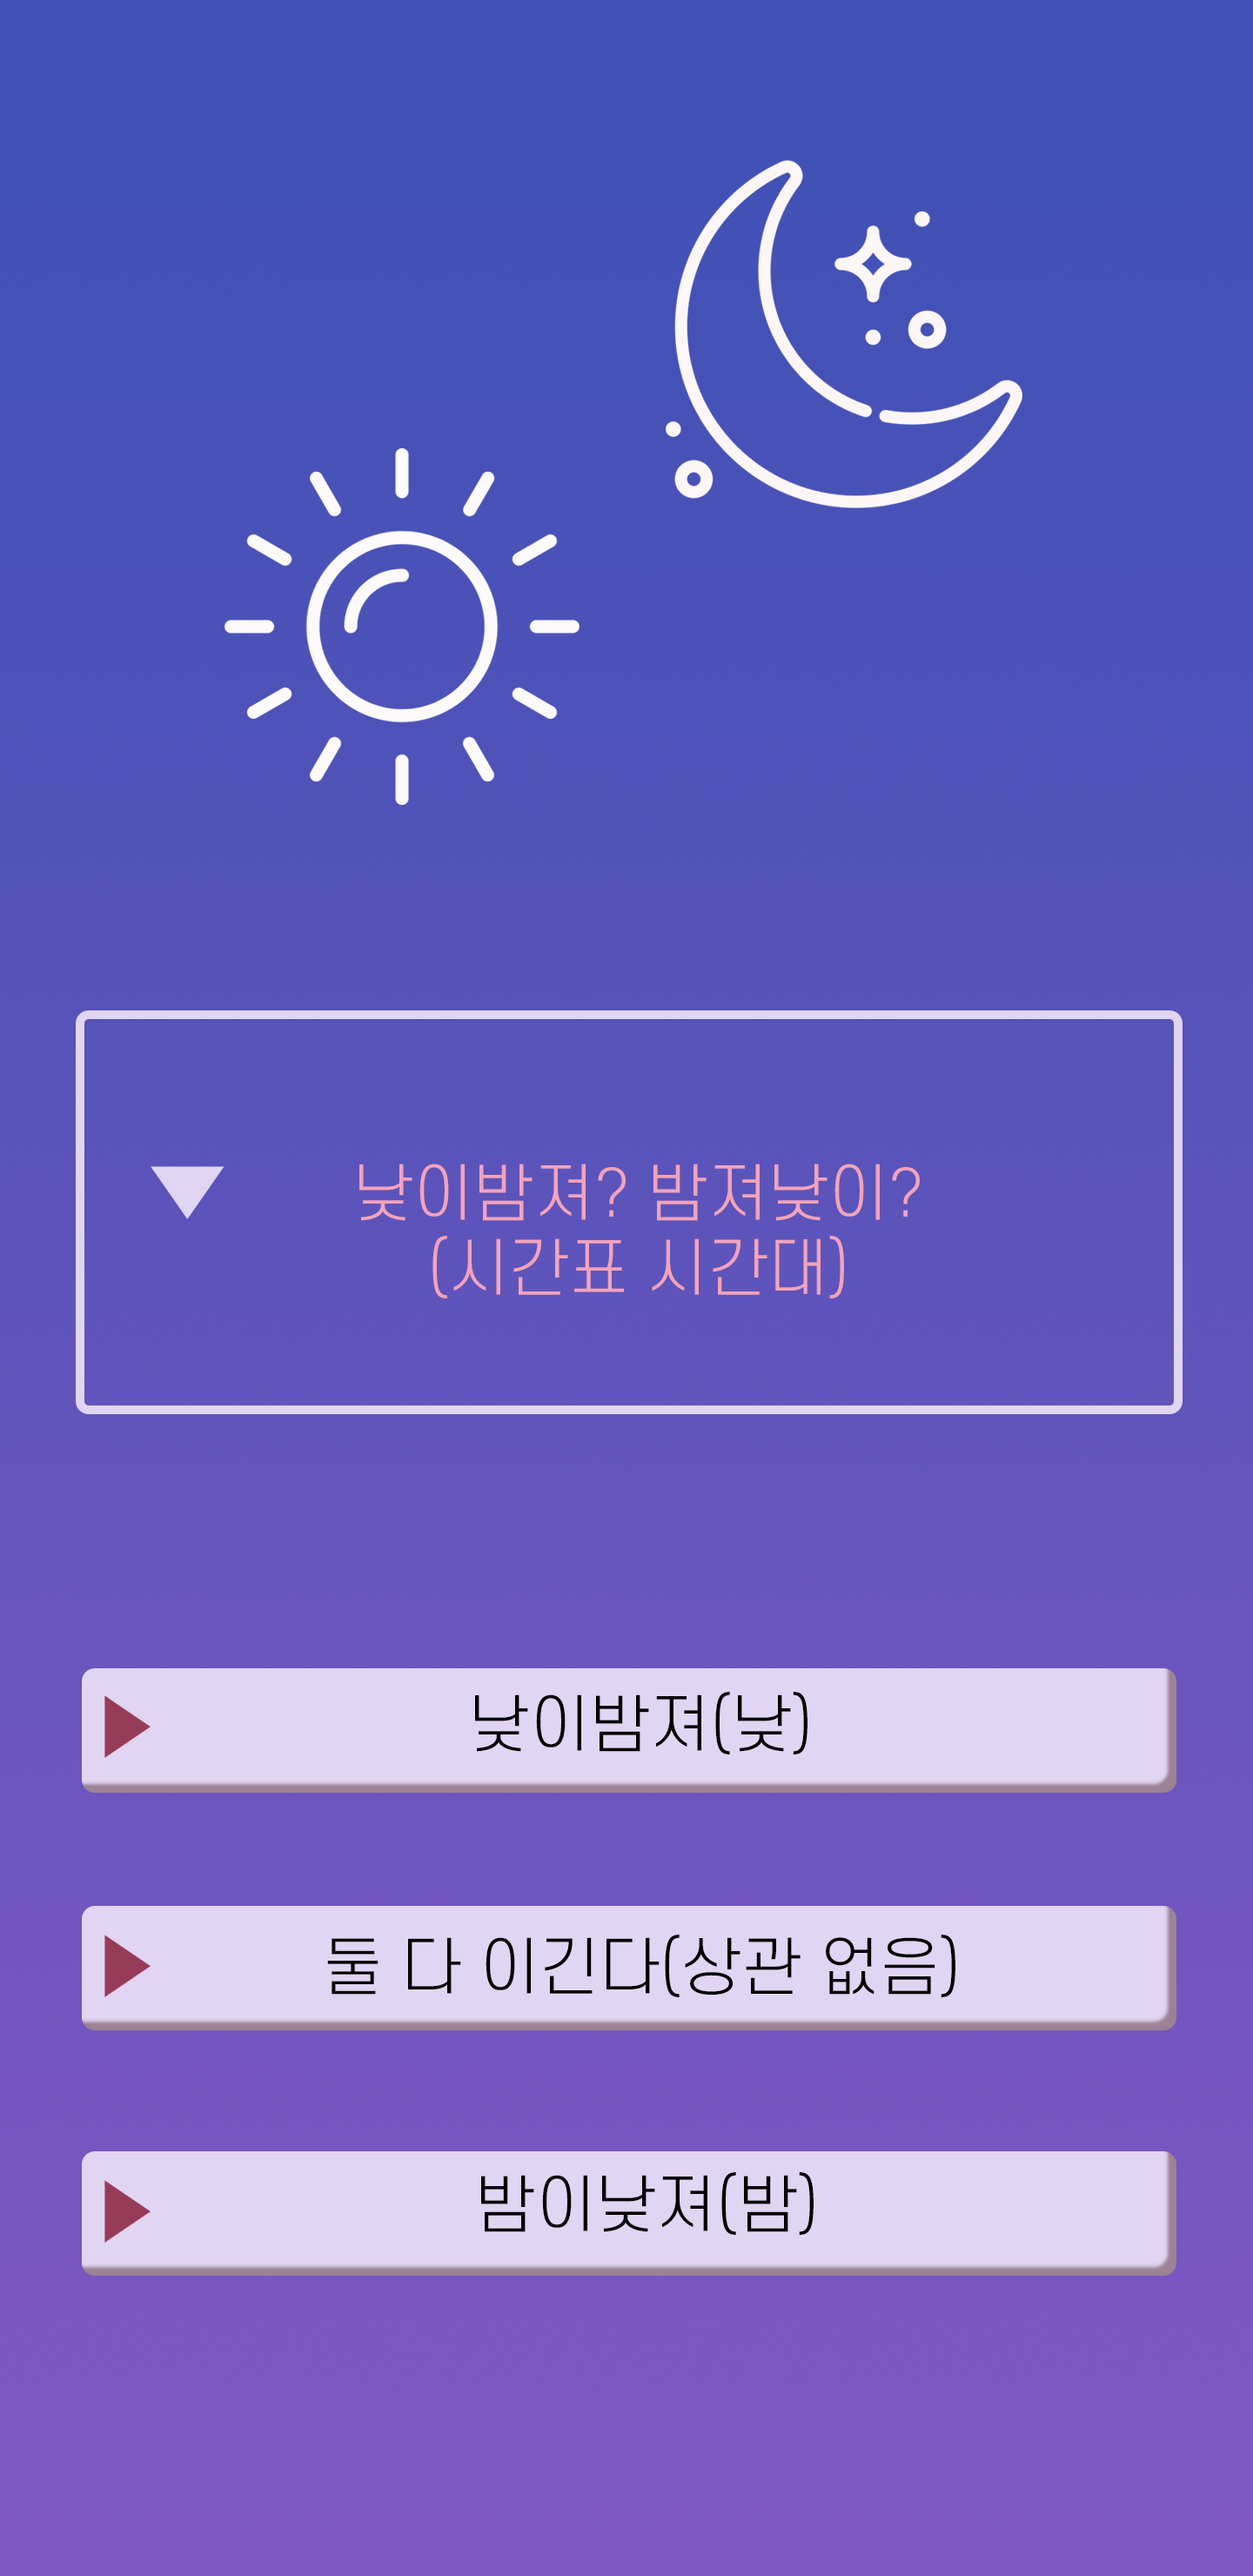 낮이밤져? 밤져낮이?
(시간표 시간대)
낮이밤져(낮)
둘 다 이긴다(상관 없음)
밤이낮져(밤)